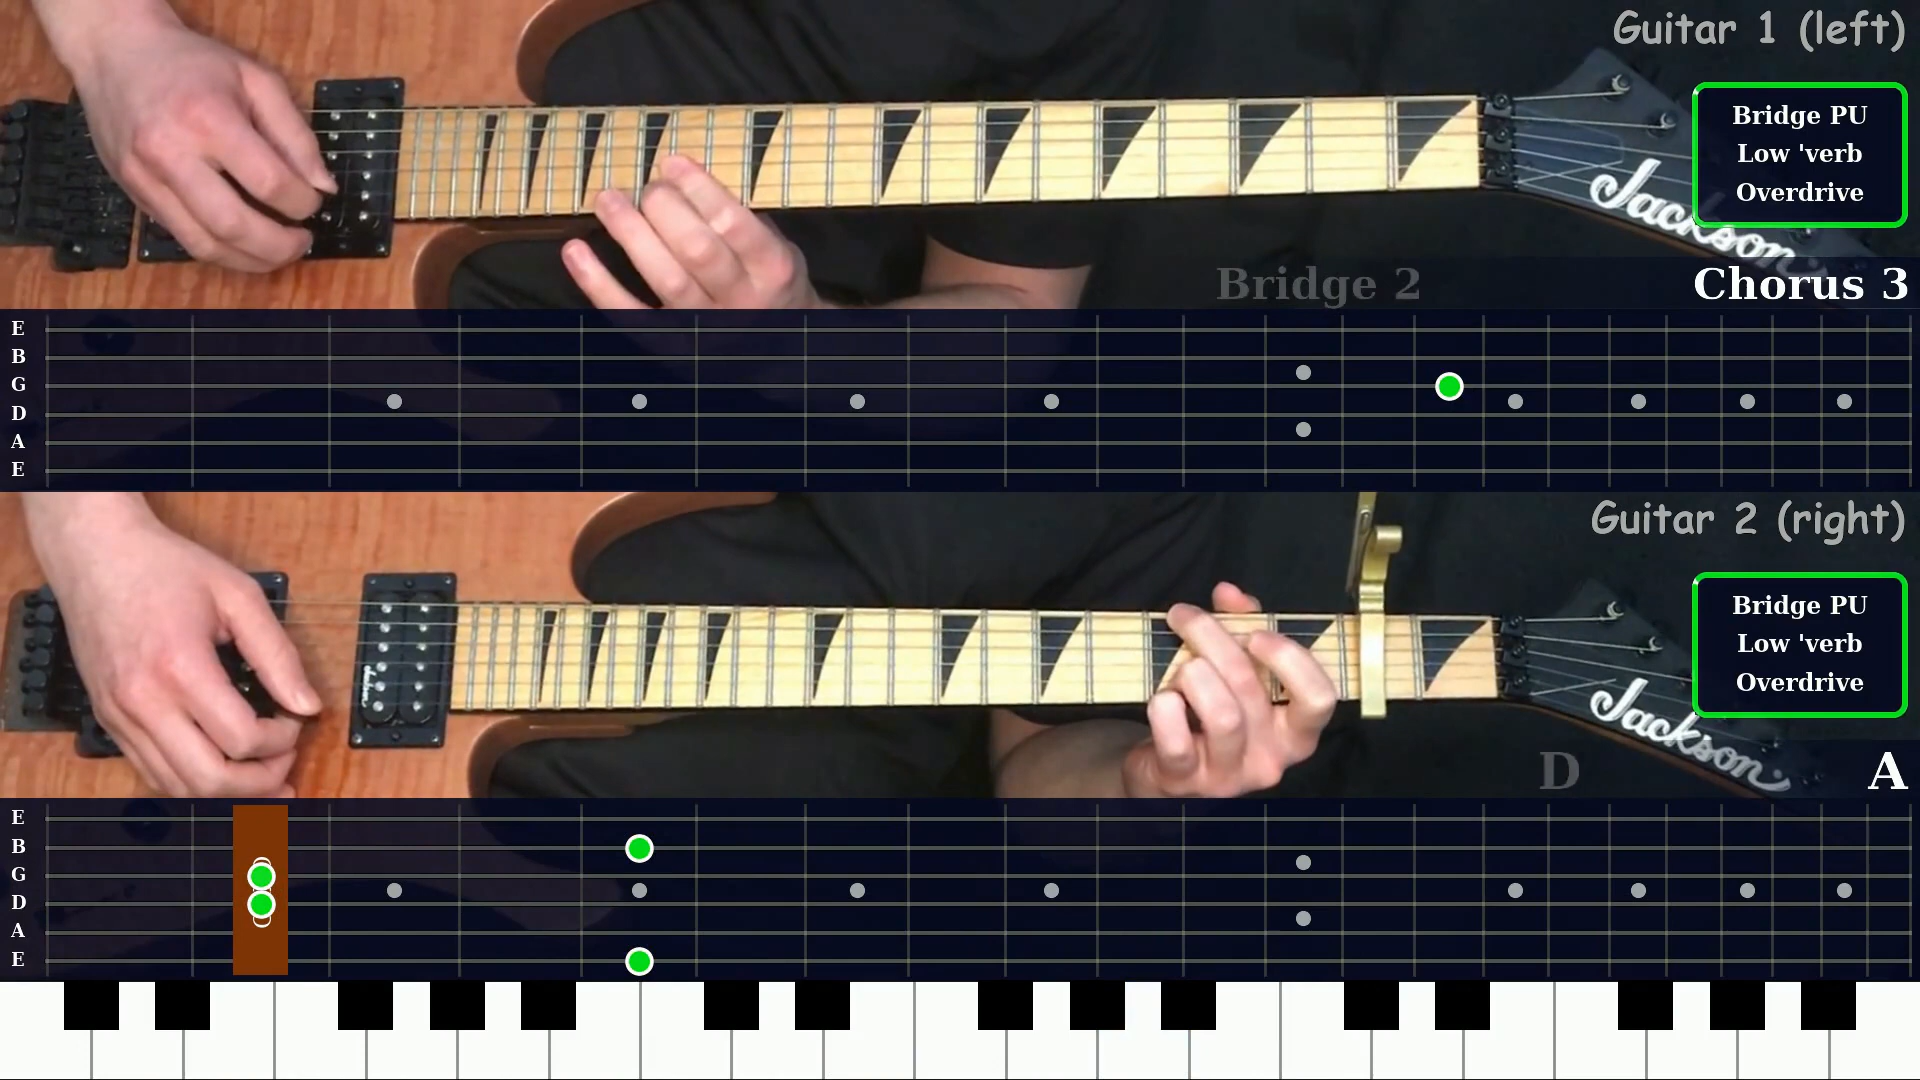 Guitar 1 (left)
Bridge PU
Low 'verb
Overdrive
Jackson
Bridge 2
Chorus 3
E
B
G
D
A
E
Guitar 2 (right)
Bridge PU
Low 'verb
Overdrive
Jackson
D
A
E
B
G
D
A
E